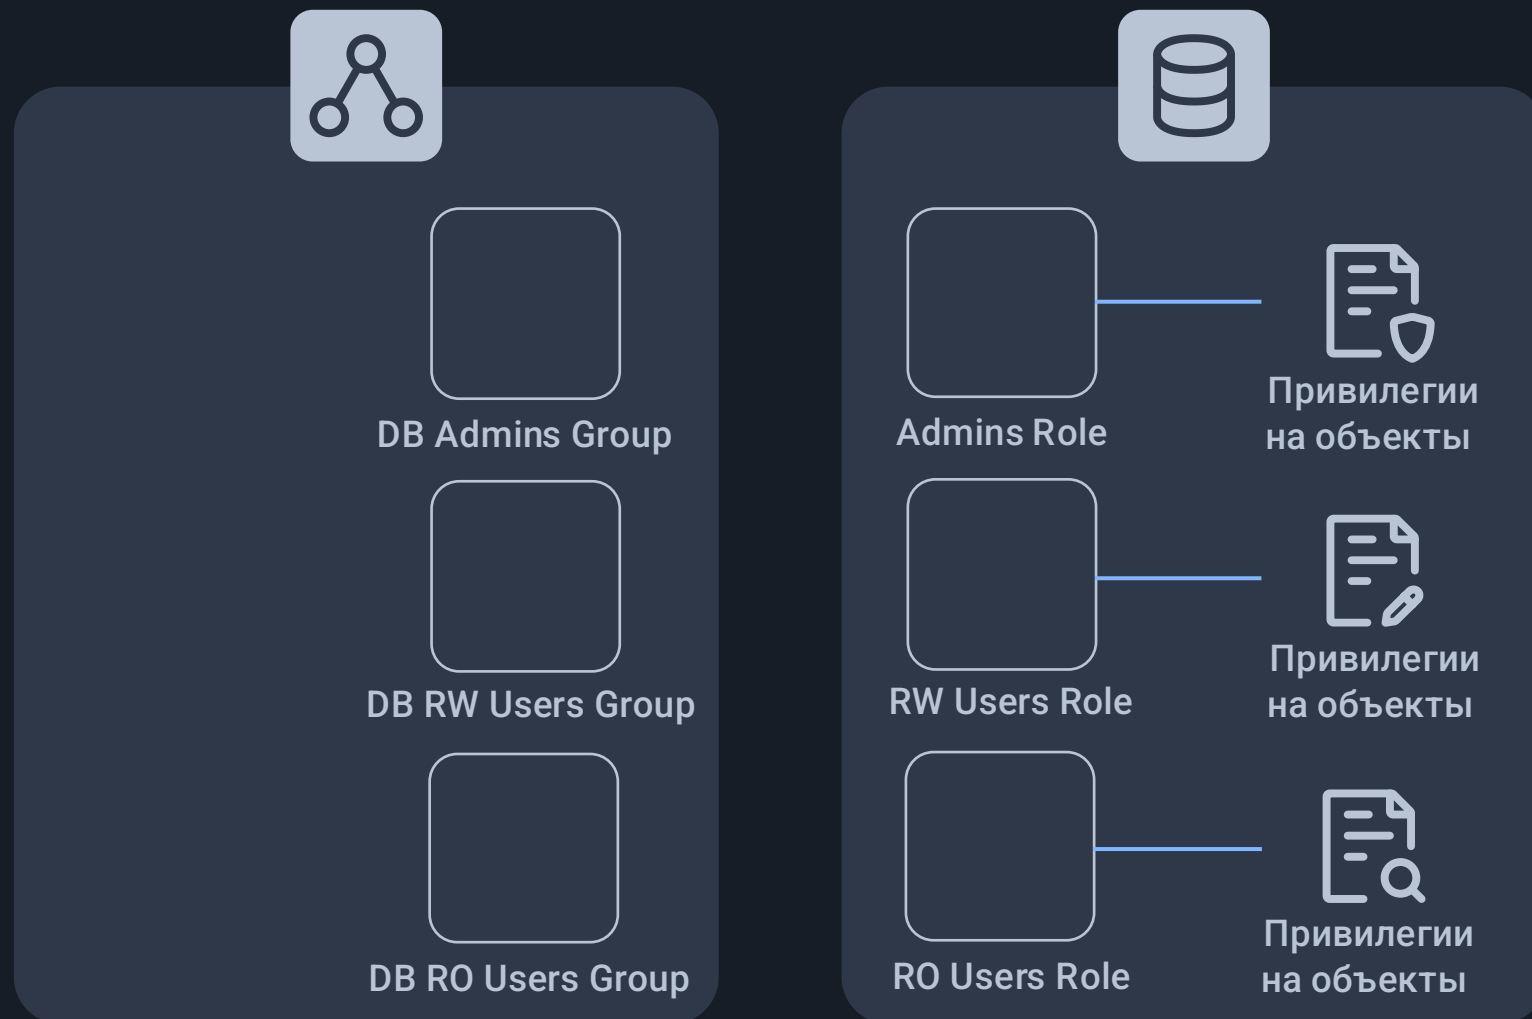 DB Admins Group
Admins Role
Привилегии
на объекты
DB RW Users Group
RW Users Role
Привилегии
на объекты
DB RO Users Group
RO Users Role
Привилегии
на объекты